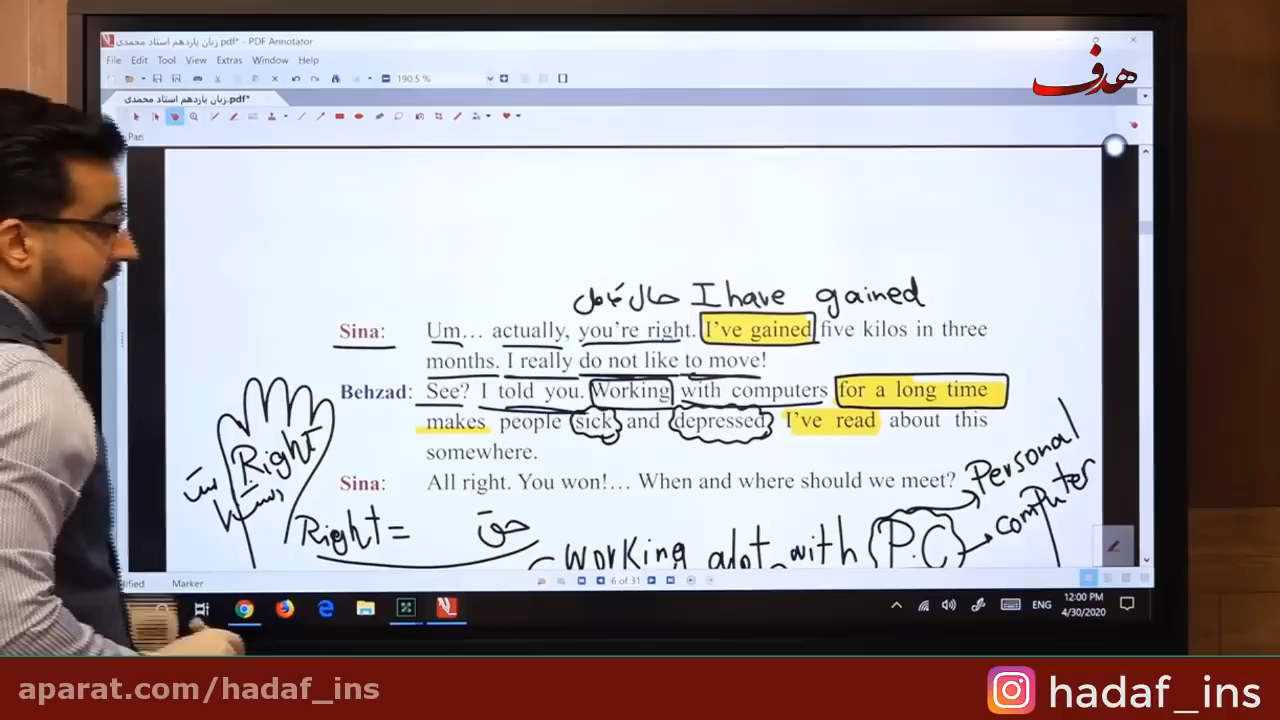 زبان یازدهم استاد محمدی.pdf* - PDF Annotator
File Edit Tool View Extras Window Help
190.5 %
هدف
زبان یازدهم استاد محمدی.pdf*
Pan
حال کامل I have gained
Sina: Um… actually, you're right. I've gained five kilos in three
months. I really do not like to move!
Behzad: See? I told you. Working with computers for a long time
makes people sick and depressed. I've read about this
somewhere.
Sina: All right. You won!… When and where should we meet?
Right
راست
Personal
computer
Right = حق
working alot with P.C
6 of 31
ified Marker
ENG
12:00 PM
4/30/2020
aparat.com/hadaf_ins
hadaf_ins